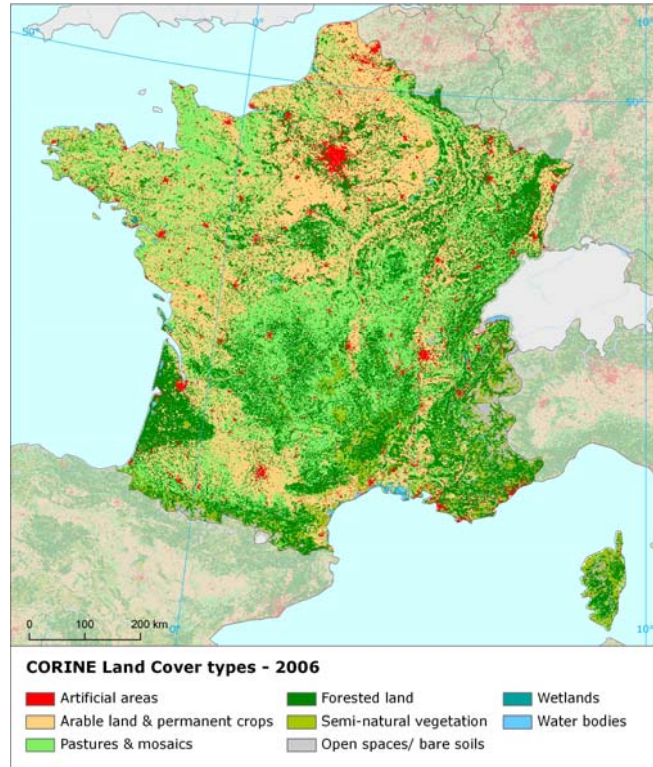 50°
0°
10°
50°
0 100 200 km
0°
10°
CORINE Land Cover types - 2006
Artificial areas
Forested land
Wetlands
Arable land & permanent crops
Semi-natural vegetation
Water bodies
Pastures & mosaics
Open spaces/ bare soils